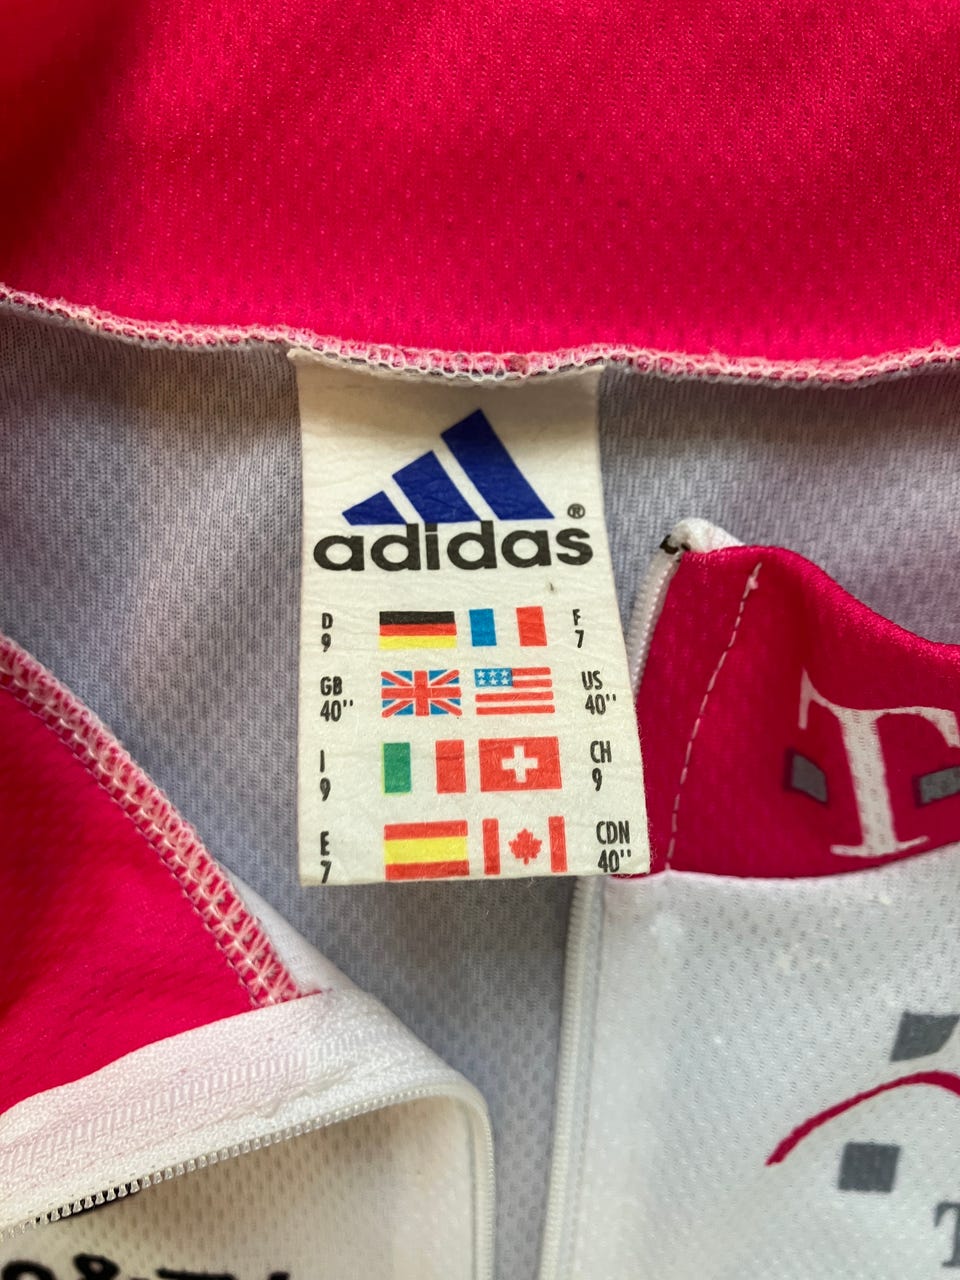 adidas®
D 9 F 7
GB 40'' US 40''
I 9 CH 9
E 7 CDN 40''
T
T